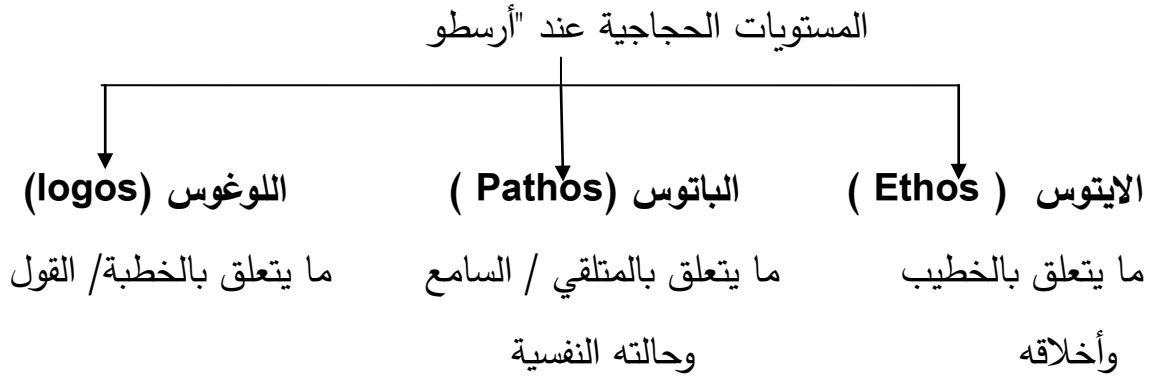 المستويات الحجاجية عند "أرسطو
الايتوس ( Ethos )
ما يتعلق بالخطيب
وأخلاقه
الباتوس (Pathos )
ما يتعلق بالمتلقي / السامع
وحالته النفسية
اللوغوس (logos)
ما يتعلق بالخطبة/ القول